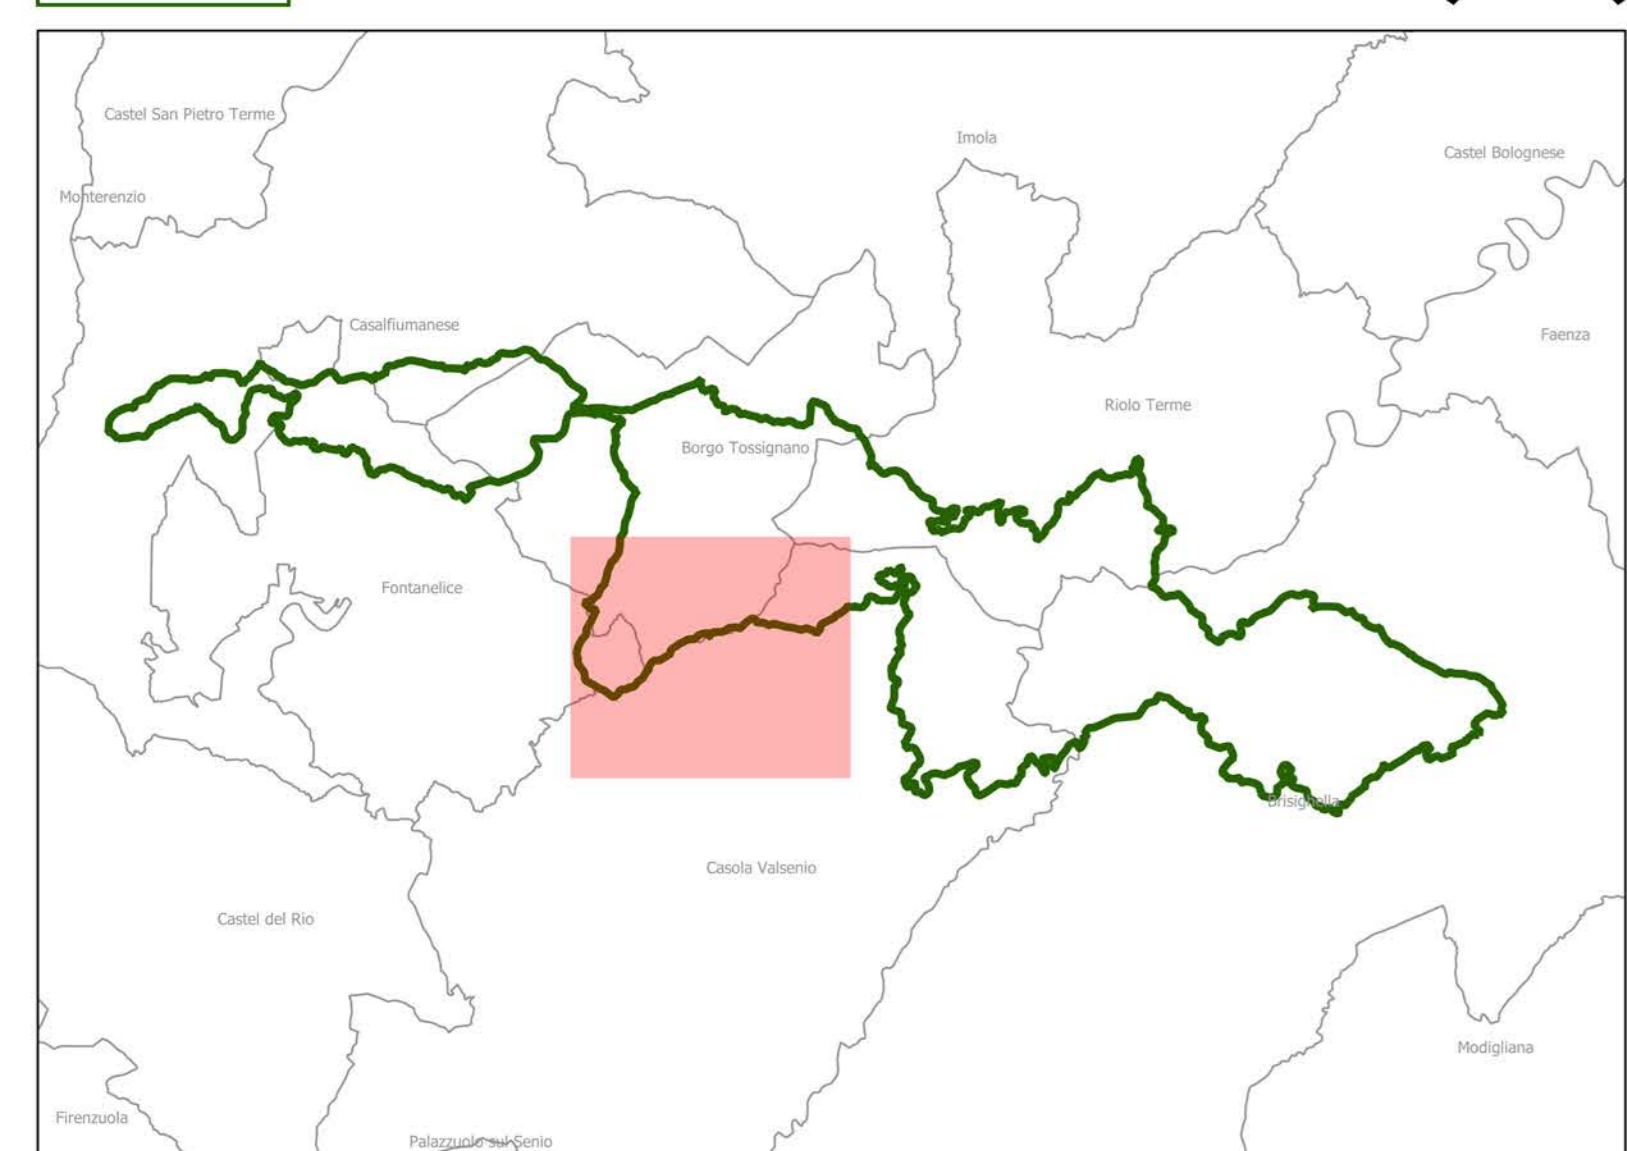 Castel San Pietro Terme
Imola
Castel Bolognese
Monterenzio
Casalfiumanese
Faenza
Riolo Terme
Borgo Tossignano
Fontanelice
Brisighella
Casola Valsenio
Castel del Rio
Modigliana
Firenzuola
Palazzuolo sul Senio